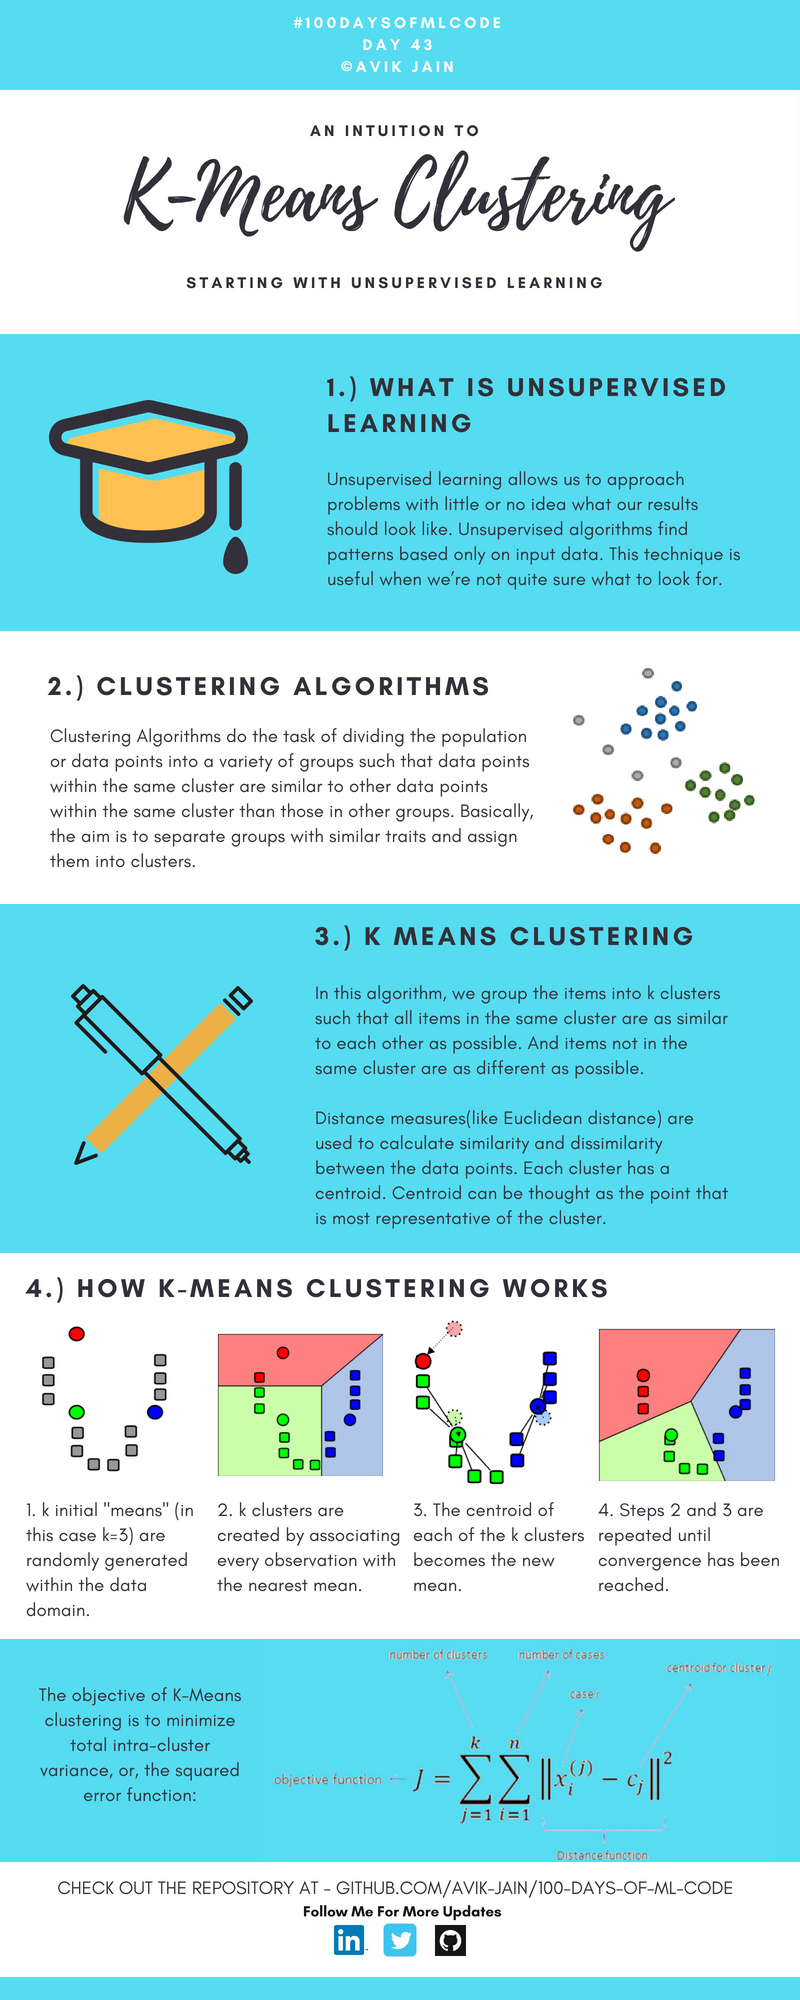 #100DAYSOFMLCODE
DAY 43
©AVIK JAIN
AN INTUITION TO
K-Means Clustering
STARTING WITH UNSUPERVISED LEARNING
1.) WHAT IS UNSUPERVISED
LEARNING
Unsupervised learning allows us to approach
problems with little or no idea what our results
should look like. Unsupervised algorithms find
patterns based only on input data. This technique is
useful when we're not quite sure what to look for.
2.) CLUSTERING ALGORITHMS
Clustering Algorithms do the task of dividing the population
or data points into a variety of groups such that data points
within the same cluster are similar to other data points
within the same cluster than those in other groups. Basically,
the aim is to separate groups with similar traits and assign
them into clusters.
3.) K MEANS CLUSTERING
In this algorithm, we group the items into k clusters
such that all items in the same cluster are as similar
to each other as possible. And items not in the
same cluster are as different as possible.
Distance measures(like Euclidean distance) are
used to calculate similarity and dissimilarity
between the data points. Each cluster has a
centroid. Centroid can be thought as the point that
is most representative of the cluster.
4.) HOW K-MEANS CLUSTERING WORKS
1. k initial "means" (in
this case k=3) are
randomly generated
within the data
domain.
2. k clusters are
created by associating
every observation with
the nearest mean.
3. The centroid of
each of the k clusters
becomes the new
mean.
4. Steps 2 and 3 are
repeated until
convergence has been
reached.
The objective of K-Means
clustering is to minimize
total intra-cluster
variance, or, the squared
error function:
number of clusters
number of cases
centroid for cluster j
case i
objective function ← J = ∑ₖ₌ ∑ ‖xᵢ⁽ʲ⁾ − cⱼ‖²
k n
j=1 i=1
Distance function
CHECK OUT THE REPOSITORY AT - GITHUB.COM/AVIK-JAIN/100-DAYS-OF-ML-CODE
Follow Me For More Updates
in